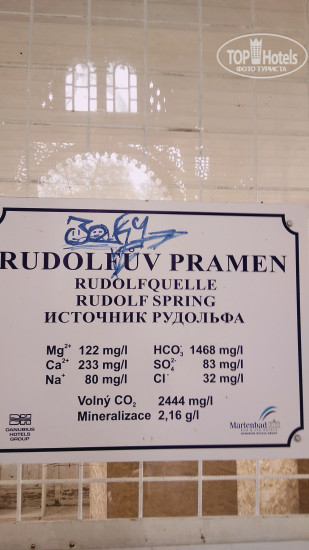 TOPHotels
ФОТО ТУРИСТА
RUDOLFŮV PRAMEN
RUDOLFQUELLE
RUDOLF SPRING
ИСТОЧНИК РУДОЛЬФА
Mg²⁺ 122 mg/l HCO₃⁻ 1468 mg/l
Ca²⁺ 233 mg/l SO₄²⁻ 83 mg/l
Na⁺ 80 mg/l Cl⁻ 32 mg/l
Volný CO₂ 2444 mg/l
Mineralizace 2,16 g/l
DANUBIUS
HOTELS
GROUP
Marienbad